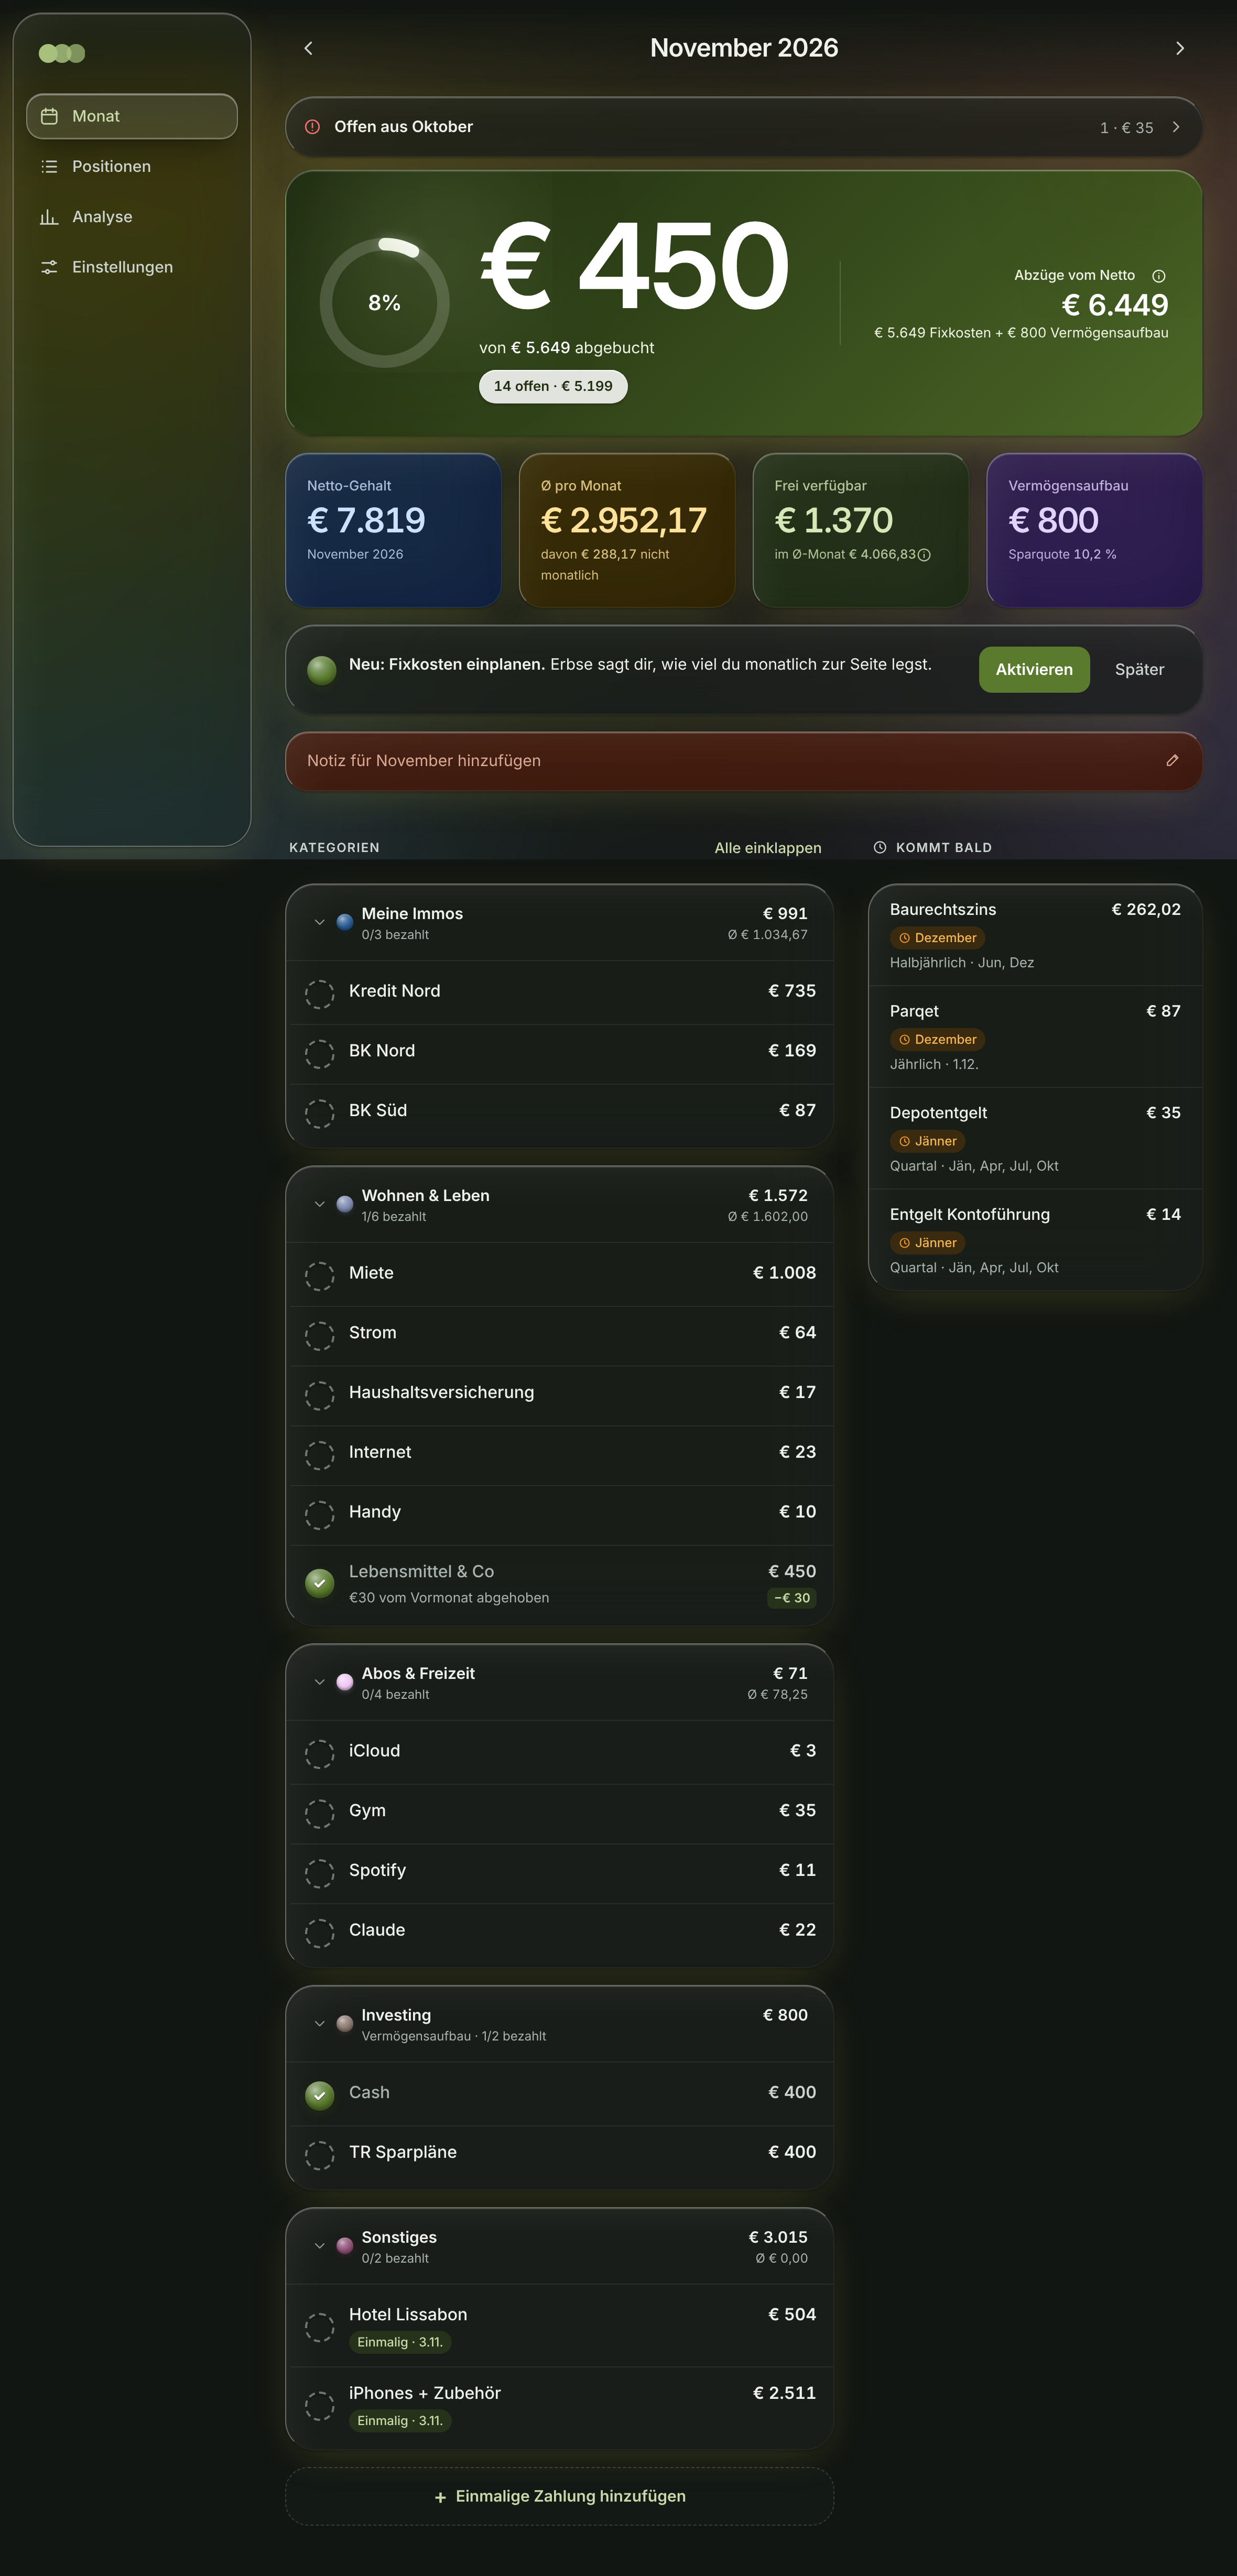 November 2026
Monat
Positionen
Analyse
Einstellungen
Offen aus Oktober
1 · € 35
8%
€ 450
von € 5.649 abgebucht
14 offen · € 5.199
Abzüge vom Netto
€ 6.449
€ 5.649 Fixkosten + € 800 Vermögensaufbau
Netto-Gehalt
€ 7.819
November 2026
Ø pro Monat
€ 2.952,17
davon € 288,17 nicht
monatlich
Frei verfügbar
€ 1.370
im Ø-Monat € 4.066,83
Vermögensaufbau
€ 800
Sparquote 10,2 %
Neu: Fixkosten einplanen. Erbse sagt dir, wie viel du monatlich zur Seite legst.
Aktivieren
Später
Notiz für November hinzufügen
KATEGORIEN
Alle einklappen
Meine Immos
€ 991
0/3 bezahlt
Ø € 1.034,67
Kredit Nord
€ 735
BK Nord
€ 169
BK Süd
€ 87
Wohnen & Leben
€ 1.572
1/6 bezahlt
Ø € 1.602,00
Miete
€ 1.008
Strom
€ 64
Haushaltsversicherung
€ 17
Internet
€ 23
Handy
€ 10
Lebensmittel & Co
€ 450
€30 vom Vormonat abgehoben
−€ 30
Abos & Freizeit
€ 71
0/4 bezahlt
Ø € 78,25
iCloud
€ 3
Gym
€ 35
Spotify
€ 11
Claude
€ 22
Investing
€ 800
Vermögensaufbau · 1/2 bezahlt
Cash
€ 400
TR Sparpläne
€ 400
Sonstiges
€ 3.015
0/2 bezahlt
Ø € 0,00
Hotel Lissabon
€ 504
Einmalig · 3.11.
iPhones + Zubehör
€ 2.511
Einmalig · 3.11.
+ Einmalige Zahlung hinzufügen
KOMMT BALD
Baurechtszins
€ 262,02
Dezember
Halbjährlich · Jun, Dez
Parqet
€ 87
Dezember
Jährlich · 1.12.
Depotentgelt
€ 35
Jänner
Quartal · Jän, Apr, Jul, Okt
Entgelt Kontoführung
€ 14
Jänner
Quartal · Jän, Apr, Jul, Okt